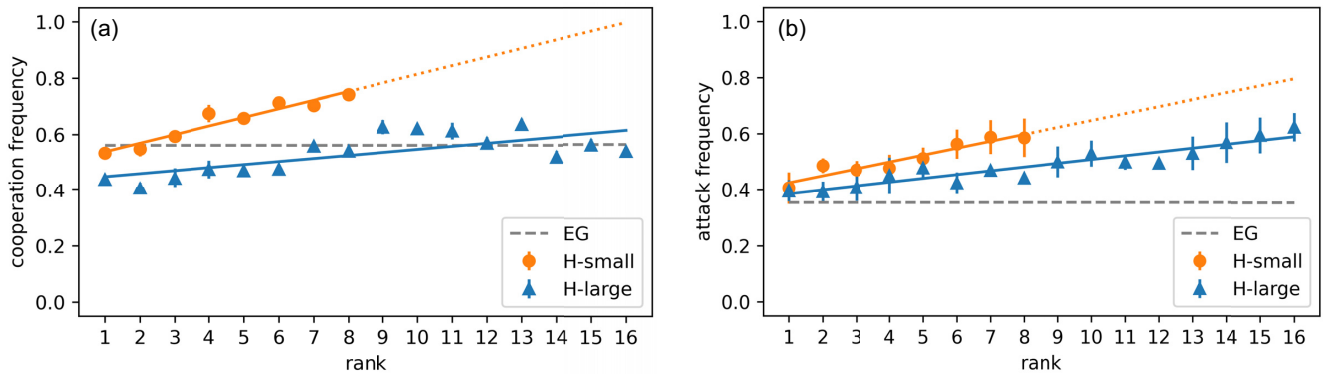 (a)
cooperation frequency
1.0
0.8
0.6
0.4
0.2
0.0
EG
H-small
H-large
1 2 3 4 5 6 7 8 9 10 11 12 13 14 15 16
rank
(b)
attack frequency
1.0
0.8
0.6
0.4
0.2
0.0
EG
H-small
H-large
1 2 3 4 5 6 7 8 9 10 11 12 13 14 15 16
rank